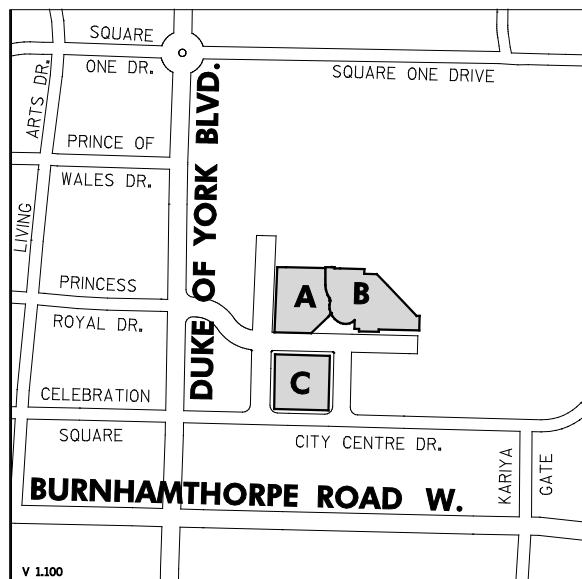 SQUARE
ONE DR.
SQUARE ONE DRIVE
ARTS DR.
DUKE OF YORK BLVD.
PRINCE OF
WALES DR.
LIVING
PRINCESS
ROYAL DR.
A
B
C
CELEBRATION
SQUARE
CITY CENTRE DR.
KARIYA
GATE
BURNHAMTHORPE ROAD W.
V 1.100